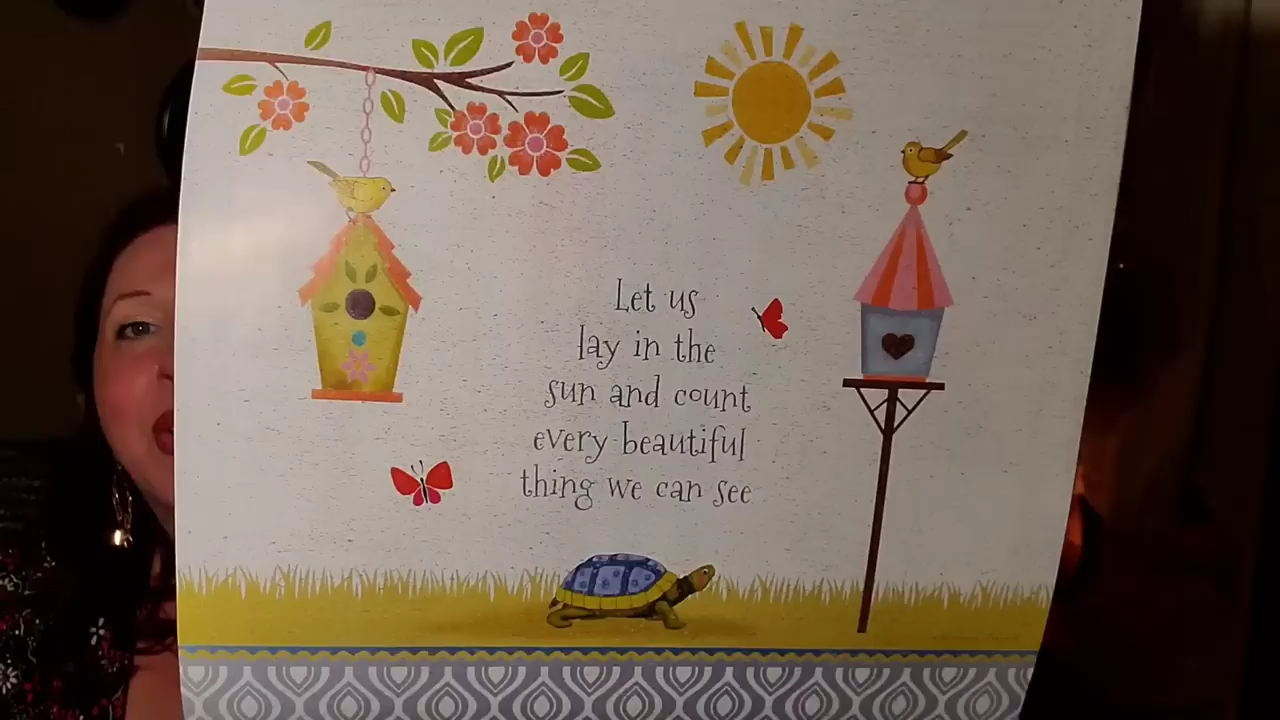 Let us
lay in the
sun and count
every beautiful
thing we can see